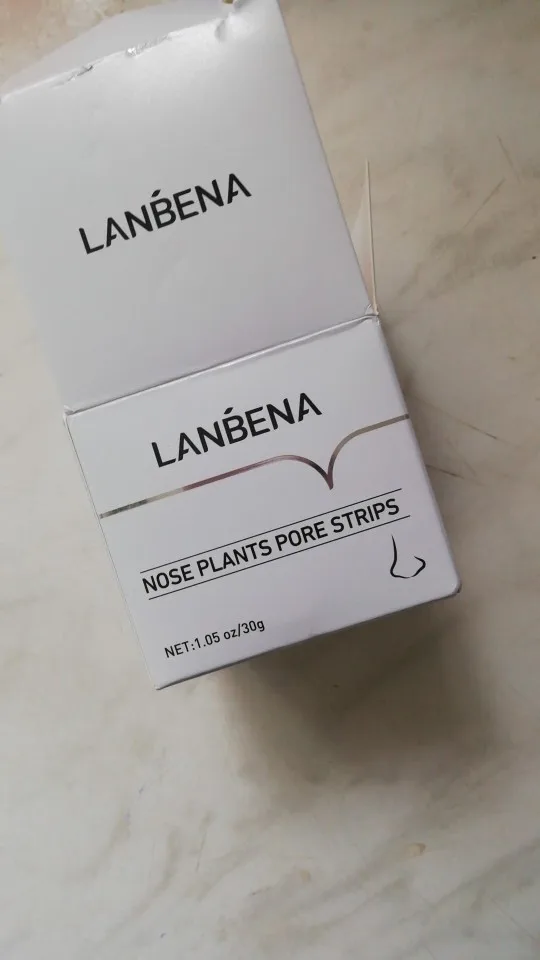 LANBENA
LANBENA
NOSE PLANTS PORE STRIPS
NET:1.05 oz/30g